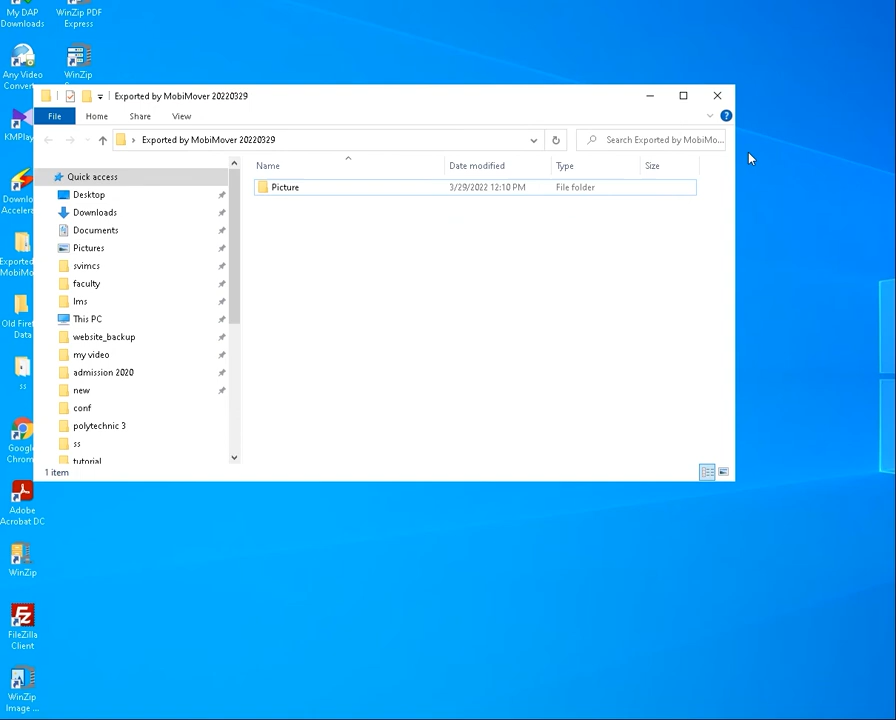 My DAP
Downloads
WinZip PDF
Express
Any Video
Convert...
WinZip
KMPlay
Downlo
Accelera
Exported
MobiMov
Old Firef
Data
ss
Google
Chrom
Adobe
Acrobat DC
WinZip
FileZilla
Client
WinZip
Image ...
Exported by MobiMover 20220329
File
Home
Share
View
Exported by MobiMover 20220329
Search Exported by MobiMo...
Name
Date modified
Type
Size
Picture
3/29/2022 12:10 PM
File folder
Quick access
Desktop
Downloads
Documents
Pictures
svimcs
faculty
lms
This PC
website_backup
my video
admission 2020
new
conf
polytechnic 3
ss
tutorial
1 item